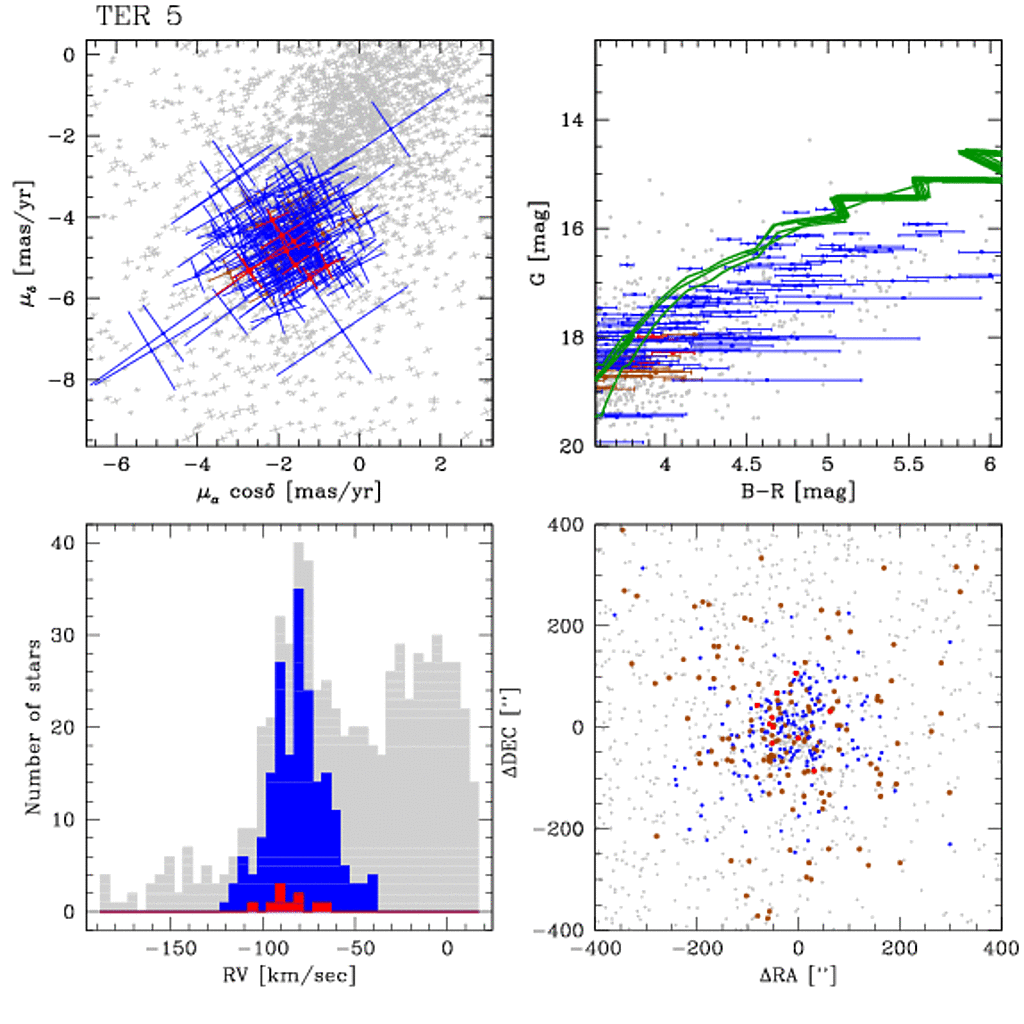 TER 5
0
−2
−4
−6
−8
μδ [mas/yr]
−6 −4 −2 0 2
μα cosδ [mas/yr]
14
16
18
20
G [mag]
4 4.5 5 5.5 6
B−R [mag]
40
30
20
10
0
Number of stars
−150 −100 −50 0
RV [km/sec]
400
200
0
−200
−400
ΔDEC [″]
−400 −200 0 200 400
ΔRA [″]